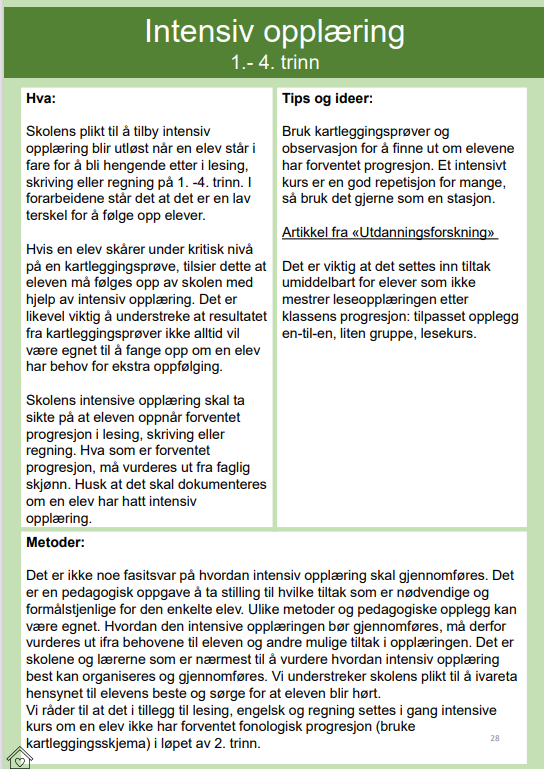 Intensiv opplæring
1.- 4. trinn
Hva:
Skolens plikt til å tilby intensiv
opplæring blir utløst når en elev står i
fare for å bli hengende etter i lesing,
skriving eller regning på 1. -4. trinn. I
forarbeidene står det at det er en lav
terskel for å følge opp elever.
Hvis en elev skårer under kritisk nivå
på en kartleggingsprøve, tilsier dette at
eleven må følges opp av skolen med
hjelp av intensiv opplæring. Det er
likevel viktig å understreke at resultatet
fra kartleggingsprøver ikke alltid vil
være egnet til å fange opp om en elev
har behov for ekstra oppfølging.
Skolens intensive opplæring skal ta
sikte på at eleven oppnår forventet
progresjon i lesing, skriving eller
regning. Hva som er forventet
progresjon, må vurderes ut fra faglig
skjønn. Husk at det skal dokumenteres
om en elev har hatt intensiv
opplæring.
Tips og ideer:
Bruk kartleggingsprøver og
observasjon for å finne ut om elevene
har forventet progresjon. Et intensivt
kurs er en god repetisjon for mange,
så bruk det gjerne som en stasjon.
Artikkel fra «Utdanningsforskning»
Det er viktig at det settes inn tiltak
umiddelbart for elever som ikke
mestrer leseopplæringen etter
klassens progresjon: tilpasset opplegg
en-til-en, liten gruppe, lesekurs.
Metoder:
Det er ikke noe fasitsvar på hvordan intensiv opplæring skal gjennomføres. Det
er en pedagogisk oppgave å ta stilling til hvilke tiltak som er nødvendige og
formålstjenlige for den enkelte elev. Ulike metoder og pedagogiske opplegg kan
være egnet. Hvordan den intensive opplæringen bør gjennomføres, må derfor
vurderes ut ifra behovene til eleven og andre mulige tiltak i opplæringen. Det er
skolene og lærerne som er nærmest til å vurdere hvordan intensiv opplæring
best kan organiseres og gjennomføres. Vi understreker skolens plikt til å ivareta
hensynet til elevens beste og sørge for at eleven blir hørt.
Vi råder til at det i tillegg til lesing, engelsk og regning settes i gang intensive
kurs om en elev ikke har forventet fonologisk progresjon (bruke
kartleggingsskjema) i løpet av 2. trinn.
28